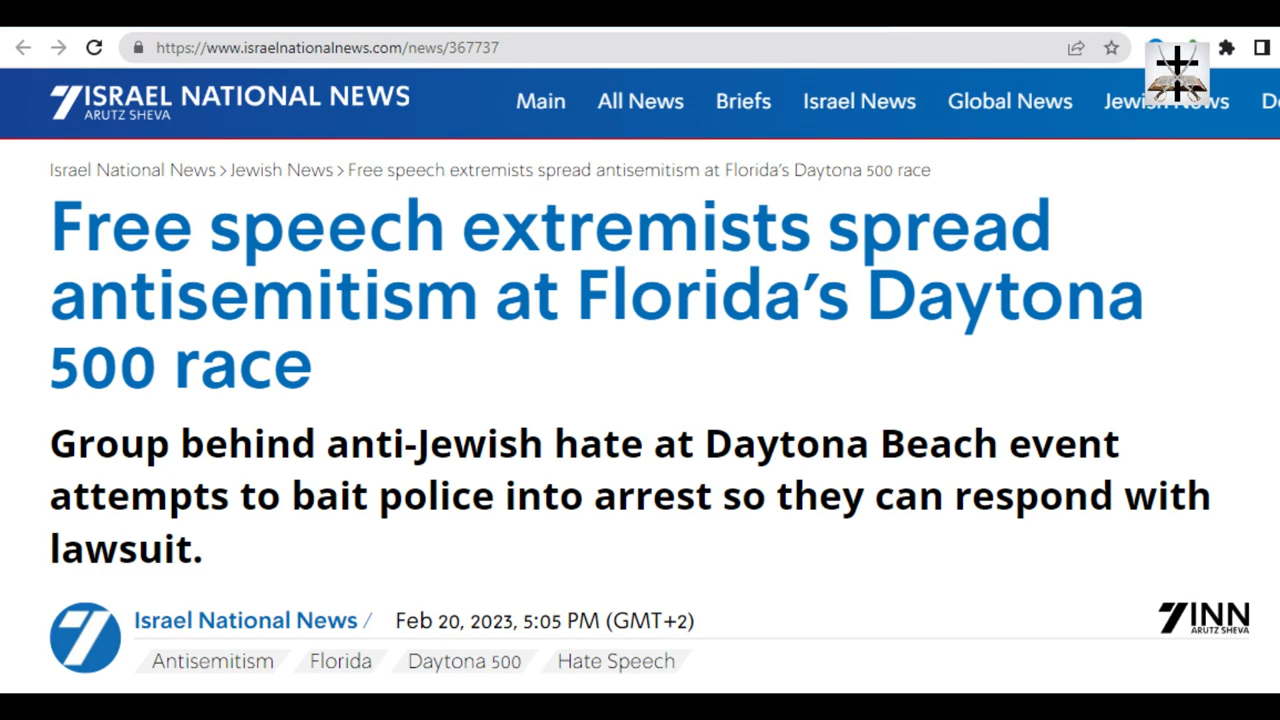 https://www.israelnationalnews.com/news/367737
7 ISRAEL NATIONAL NEWS
ARUTZ SHEVA
Main All News Briefs Israel News Global News Jewish News
Israel National News > Jewish News > Free speech extremists spread antisemitism at Florida's Daytona 500 race
Free speech extremists spread
antisemitism at Florida's Daytona
500 race
Group behind anti-Jewish hate at Daytona Beach event
attempts to bait police into arrest so they can respond with
lawsuit.
Israel National News / Feb 20, 2023, 5:05 PM (GMT+2)
7 INN
ARUTZ SHEVA
Antisemitism Florida Daytona 500 Hate Speech